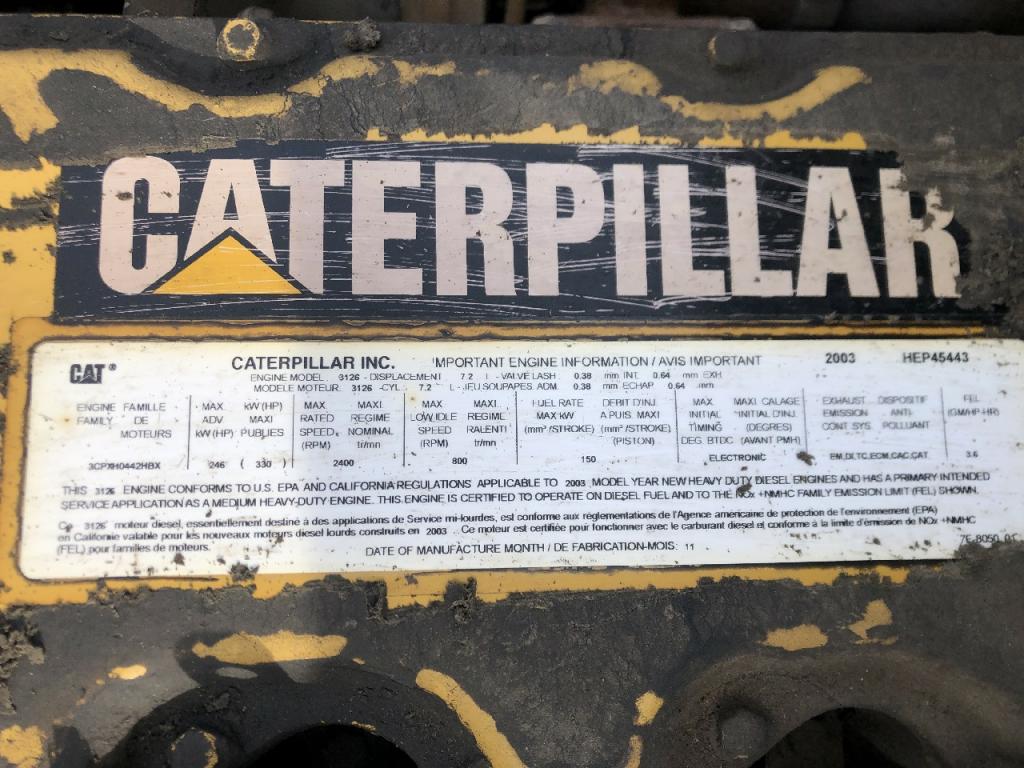 CATERPILLAR
CAT® CATERPILLAR INC. IMPORTANT ENGINE INFORMATION / AVIS IMPORTANT 2003 HEP45443
ENGINE MODEL 3126 - DISPLACEMENT 7.2 L - VALVE LASH 0.38 mm INT. 0.64 mm EXH
MODELE MOTEUR 3126 -CYL. 7.2 L - JEU SOUPAPES ADM. 0.38 mm ECHAP 0.64 mm
ENGINE FAMILLE MAX kW (HP) MAX MAXI MAX MAXI FUEL RATE DEBIT D'INJ. MAX MAXI CALAGE EXHAUST DISPOSITIF FEL
FAMILY DE ADV MAXI RATED REGIME LOW IDLE REGIME MAX kW A PUIS. MAXI INITIAL INITIAL D'INJ. EMISSION ANTI- (GM/HP-HR)
MOTEURS kW (HP) PUBLIES SPEED NOMINAL SPEED RALENTI (mm³/STROKE) (mm³/STROKE) TIMING (DEGRES) CONT SYS. POLLUANT
(RPM) tr/mn (RPM) tr/mn (PISTON) DEG BTDC (AVANT PMH)
3CPXH0442HBX 246 ( 330 ) 2400 800 150 ELECTRONIC EM,DI,TC,ECM,CAC,CAT 3.6
THIS 3126 ENGINE CONFORMS TO U.S. EPA AND CALIFORNIA REGULATIONS APPLICABLE TO 2003 MODEL YEAR NEW HEAVY DUTY DIESEL ENGINES AND HAS A PRIMARY INTENDED
SERVICE APPLICATION AS A MEDIUM HEAVY-DUTY ENGINE. THIS ENGINE IS CERTIFIED TO OPERATE ON DIESEL FUEL AND TO THE NOx +NMHC FAMILY EMISSION LIMIT (FEL) SHOWN.
Ce 3126 moteur diesel, essentiellement destiné à des applications de Service mi-lourdes, est conforme aux réglementations de l'Agence américaine de protection de l'environnement (EPA)
en Californie valable pour les nouveaux moteurs diesel lourds construits en 2003 . Ce moteur est certifiée pour fonctionner avec le carburant diesel et conforme à la limite d'émission de NOx +NMHC
(FEL) pour familles de moteurs. 7E-8050 01
DATE OF MANUFACTURE MONTH / DE FABRICATION-MOIS: 11